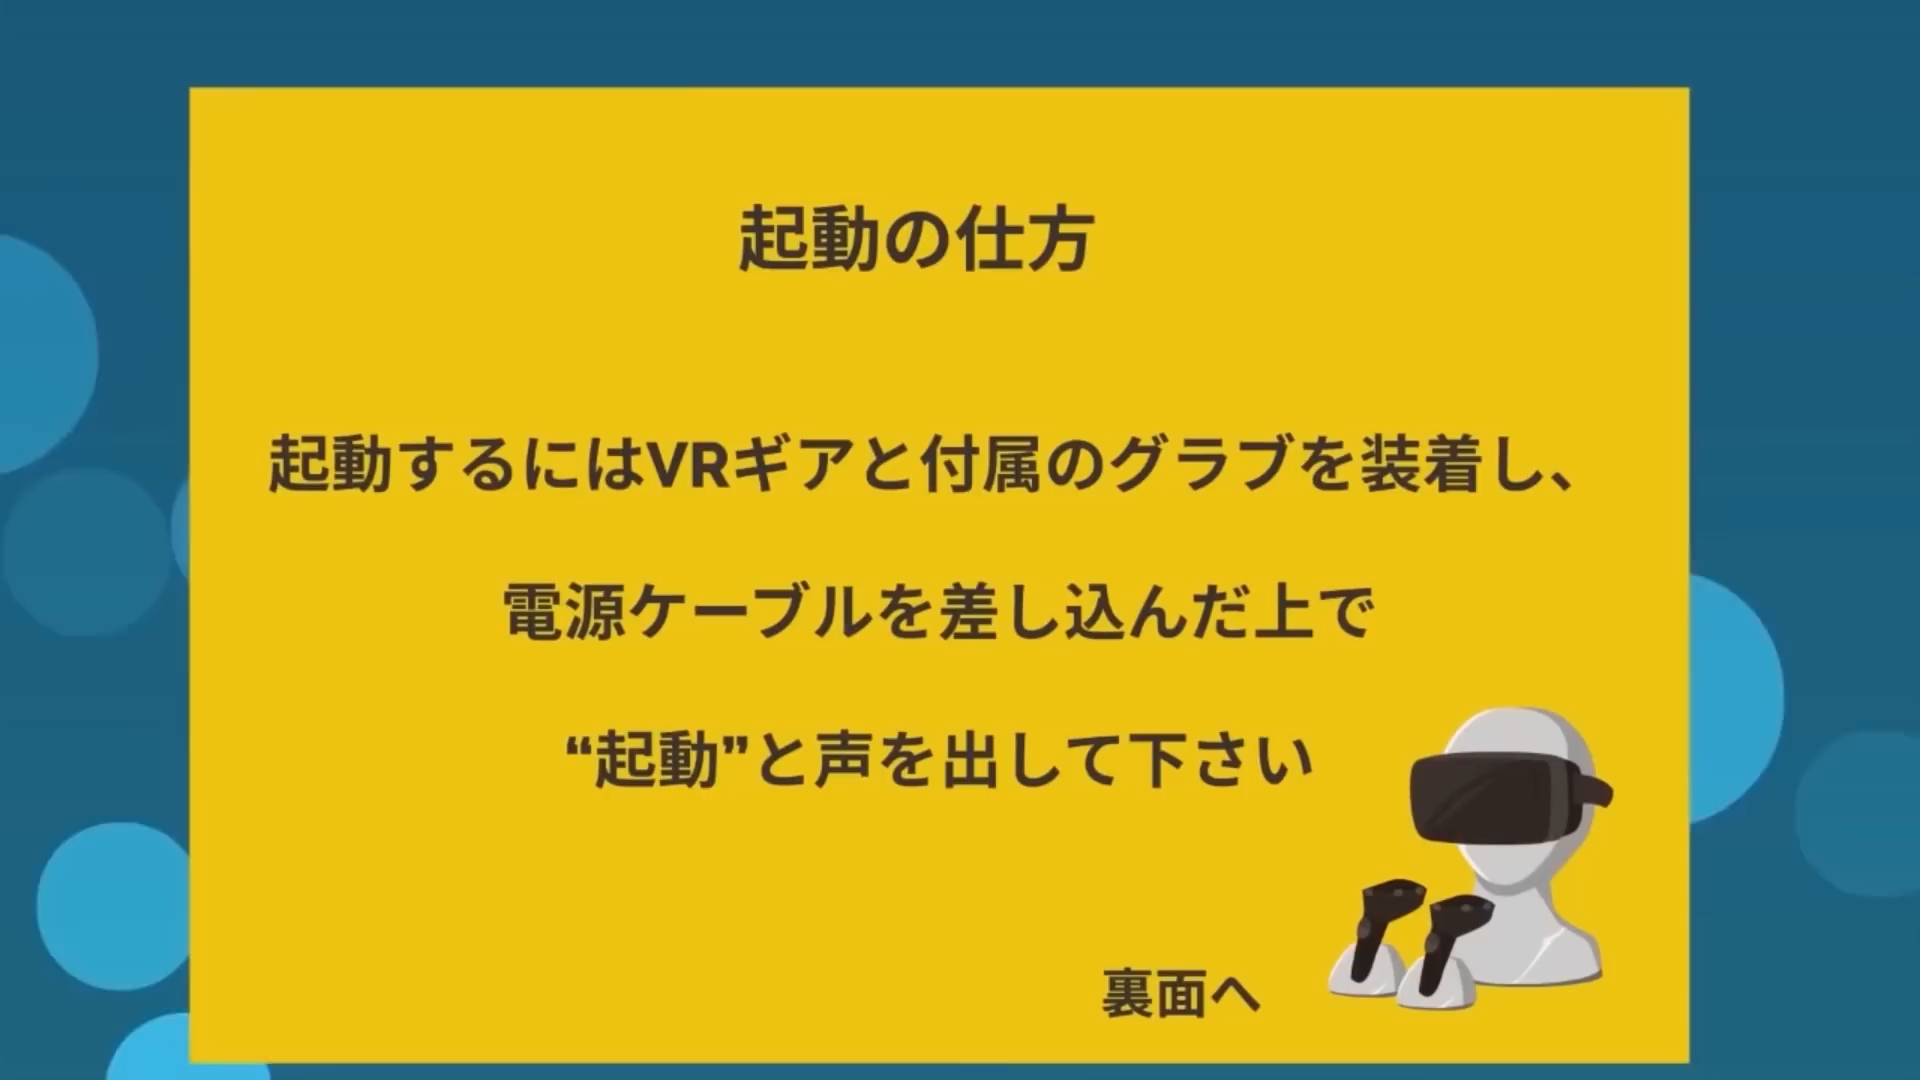 起動の仕方
起動するにはVRギアと付属のグラブを装着し、
電源ケーブルを差し込んだ上で
“起動”と声を出して下さい
裏面へ